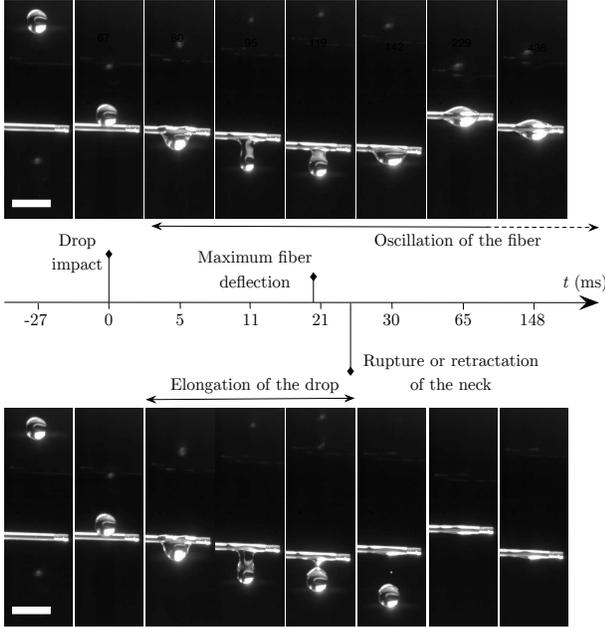 67
80
95
119
142
229
436
Oscillation of the fiber
Drop
impact
Maximum fiber
deflection
t (ms)
-27 0 5 11 21 30 65 148
Rupture or retractation
of the neck
Elongation of the drop